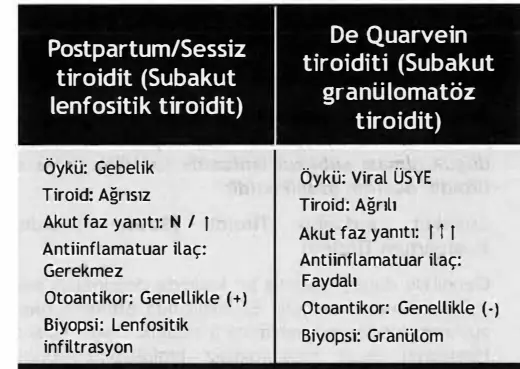 Postpartum/Sessiz
tiroidit (Subakut
lenfositik tiroidit)
De Quarvein
tiroiditi (Subakut
granülomatöz
tiroidit)
Öykü: Gebelik
Tiroid: Ağrısız
Akut faz yanıtı: N / ↑
Antiinflamatuar ilaç:
Gerekmez
Otoantikor: Genellikle (+)
Biyopsi: Lenfositik
infiltrasyon
Öykü: Viral ÜSYE
Tiroid: Ağrılı
Akut faz yanıtı: ↑↑↑
Antiinflamatuar ilaç:
Faydalı
Otoantikor: Genellikle (-)
Biyopsi: Granülom